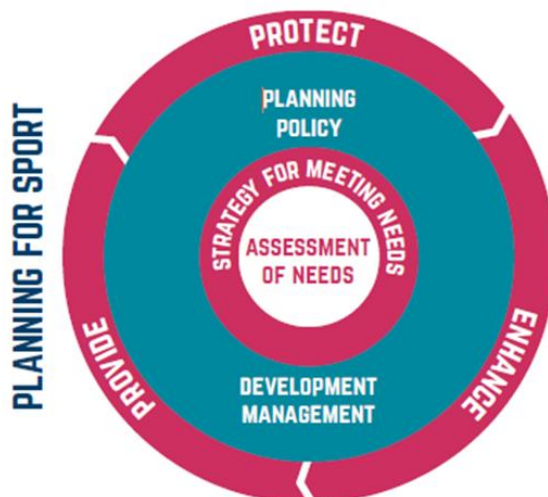 PLANNING FOR SPORT
PROTECT
PLANNING
POLICY
STRATEGY FOR MEETING NEEDS
ASSESSMENT
OF NEEDS
DEVELOPMENT
MANAGEMENT
PROVIDE
ENHANCE